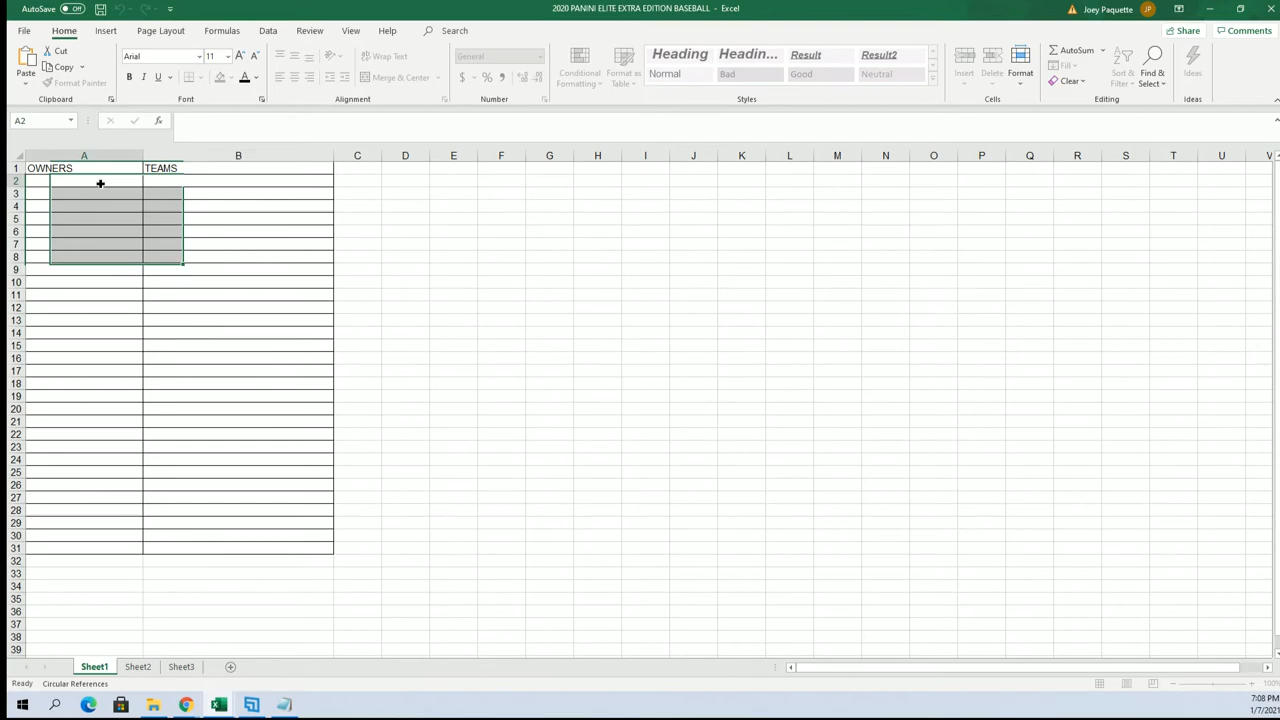 AutoSave Off 2020 PANINI ELITE EXTRA EDITION BASEBALL - Excel Joey Paquette JP
File Home Insert Page Layout Formulas Data Review View Help Search Share Comments
Paste Cut Copy Format Painter
Arial 11 A A B I U A
Wrap Text Merge & Center
General $ %
Conditional Formatting Format as Table
Heading Headin... Result Result2
Normal Bad Good Neutral
Insert Delete Format
AutoSum Fill Clear
Sort & Filter Find & Select Ideas
Clipboard Font Alignment Number Styles Cells Editing Ideas
A2 fx
A B C D E F G H I J K L M N O P Q R S T U V
1 OWNERS TEAMS
2
3
4
5
6
7
8
9
10
11
12
13
14
15
16
17
18
19
20
21
22
23
24
25
26
27
28
29
30
31
32
33
34
35
36
37
38
39
Sheet1 Sheet2 Sheet3
Ready Circular References 100%
7:08 PM
1/7/2021